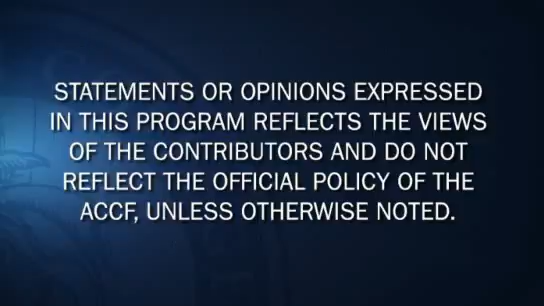 STATEMENTS OR OPINIONS EXPRESSED
IN THIS PROGRAM REFLECTS THE VIEWS
OF THE CONTRIBUTORS AND DO NOT
REFLECT THE OFFICIAL POLICY OF THE
ACCF, UNLESS OTHERWISE NOTED.